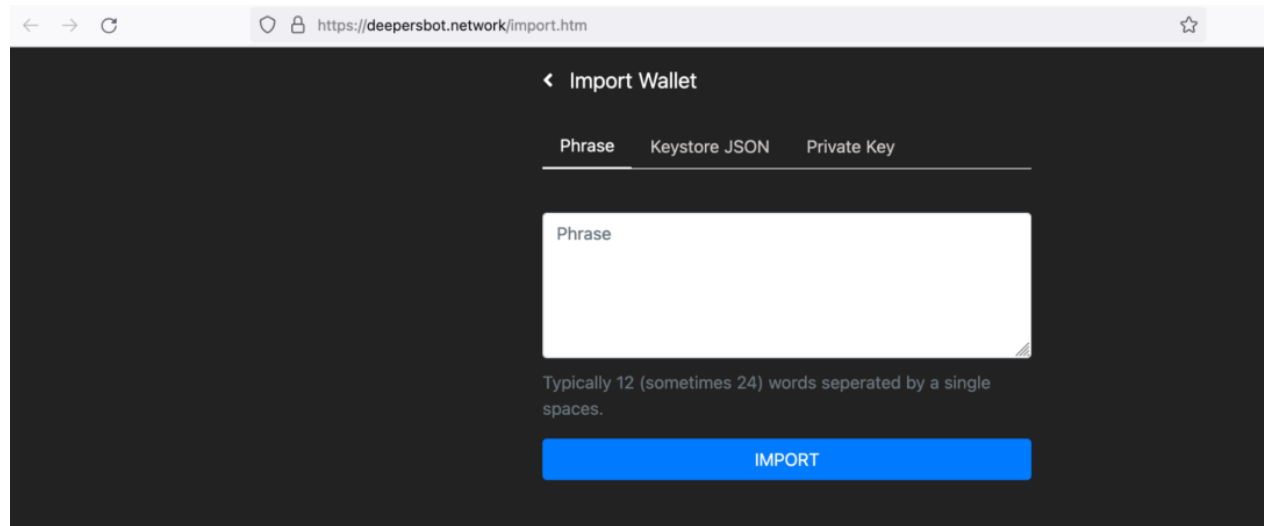 https://deepersbot.network/import.htm
Import Wallet
Phrase Keystore JSON Private Key
Phrase
Typically 12 (sometimes 24) words seperated by a single
spaces.
IMPORT